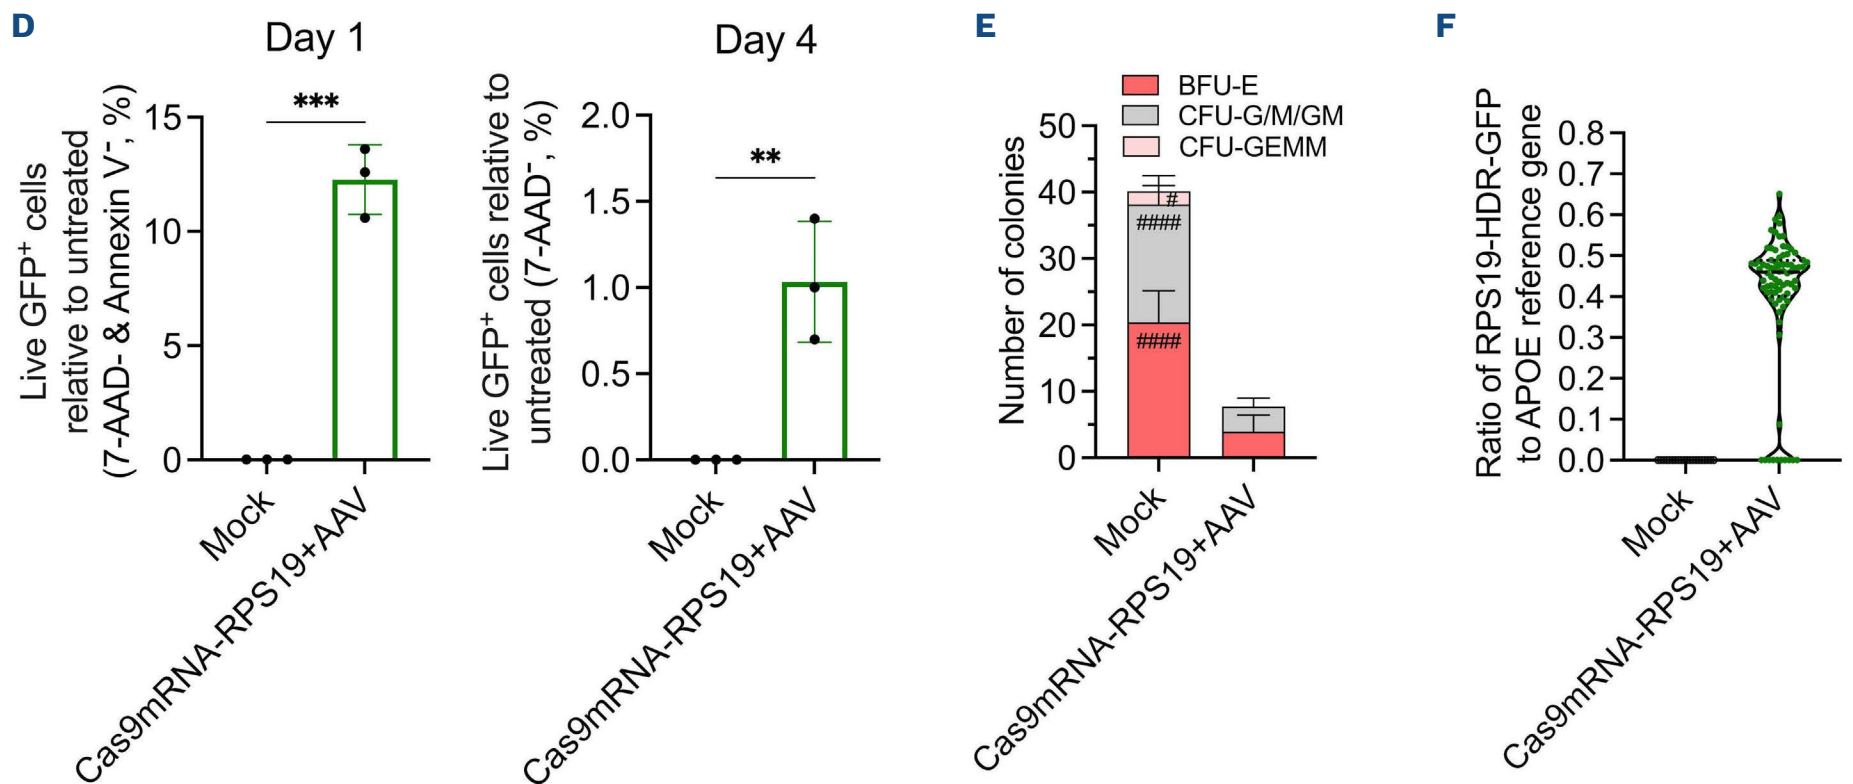 D
Day 1
Live GFP+ cells
relative to untreated
(7-AAD- & Annexin V-, %)
15
10
5
0
***
Mock
Cas9mRNA-RPS19+AAV
Day 4
Live GFP+ cells relative to
untreated (7-AAD-, %)
2.0
1.5
1.0
0.5
0.0
**
Mock
Cas9mRNA-RPS19+AAV
E
BFU-E
CFU-G/M/GM
CFU-GEMM
Number of colonies
50
40
30
20
10
0
#
####
####
Mock
Cas9mRNA-RPS19+AAV
F
Ratio of RPS19-HDR-GFP
to APOE reference gene
0.8
0.7
0.6
0.5
0.4
0.3
0.2
0.1
0.0
Mock
Cas9mRNA-RPS19+AAV